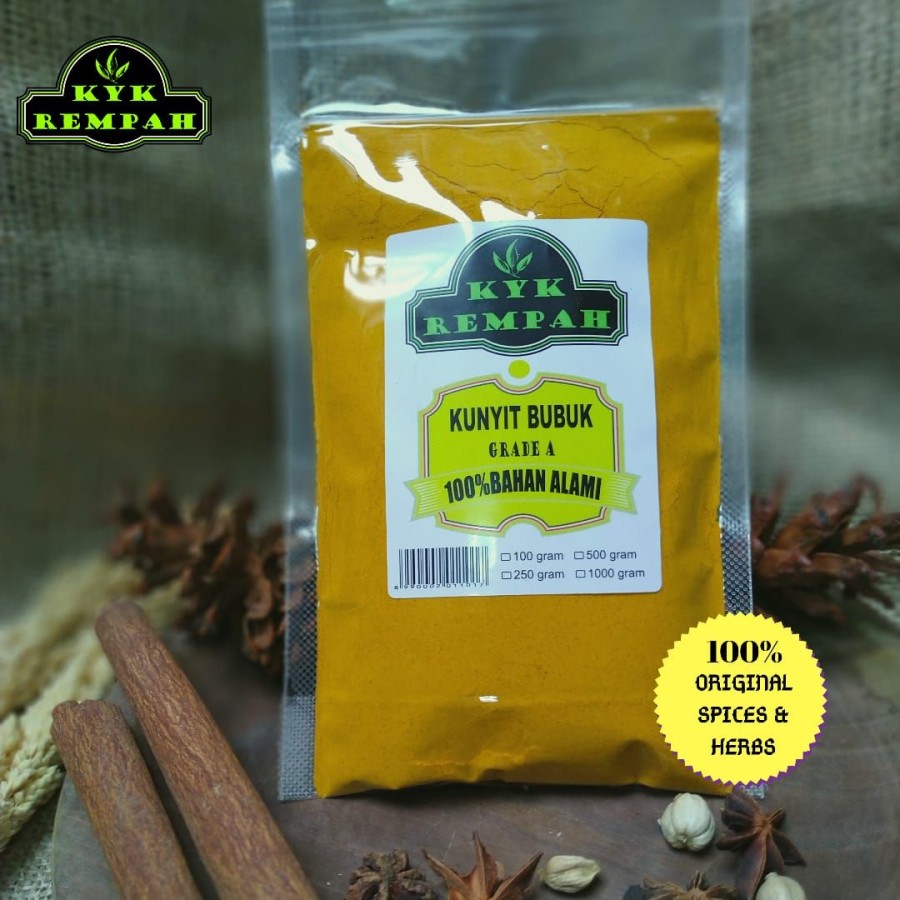 KYK
REMPAH
KYK
REMPAH
KUNYIT BUBUK
GRADE A
100%BAHAN ALAMI
100 gram
500 gram
250 gram
1000 gram
100%
ORIGINAL
SPICES &
HERBS